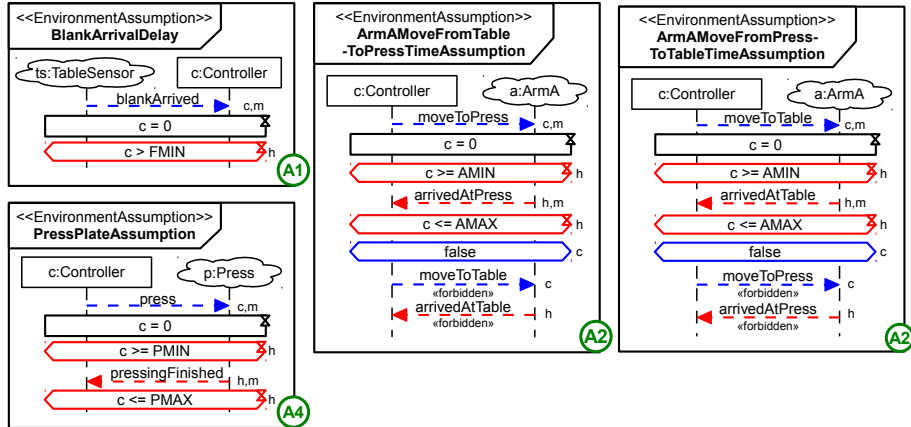 <<EnvironmentAssumption>>
BlankArrivalDelay
ts:TableSensor
c:Controller
blankArrived
c,m
c = 0
c > FMIN
h
A1
<<EnvironmentAssumption>>
PressPlateAssumption
c:Controller
p:Press
press
c,m
c = 0
c >= PMIN
h
pressingFinished
h,m
c <= PMAX
h
A4
<<EnvironmentAssumption>>
ArmAMoveFromTable
-ToPressTimeAssumption
c:Controller
a:ArmA
moveToPress
c,m
c = 0
c >= AMIN
h
arrivedAtPress
h,m
c <= AMAX
h
false
c
moveToTable
c
«forbidden»
arrivedAtTable
h
«forbidden»
A2
<<EnvironmentAssumption>>
ArmAMoveFromPress-
ToTableTimeAssumption
c:Controller
a:ArmA
moveToTable
c,m
c = 0
c >= AMIN
h
arrivedAtTable
h,m
c <= AMAX
h
false
c
moveToPress
c
«forbidden»
arrivedAtPress
h
«forbidden»
A2